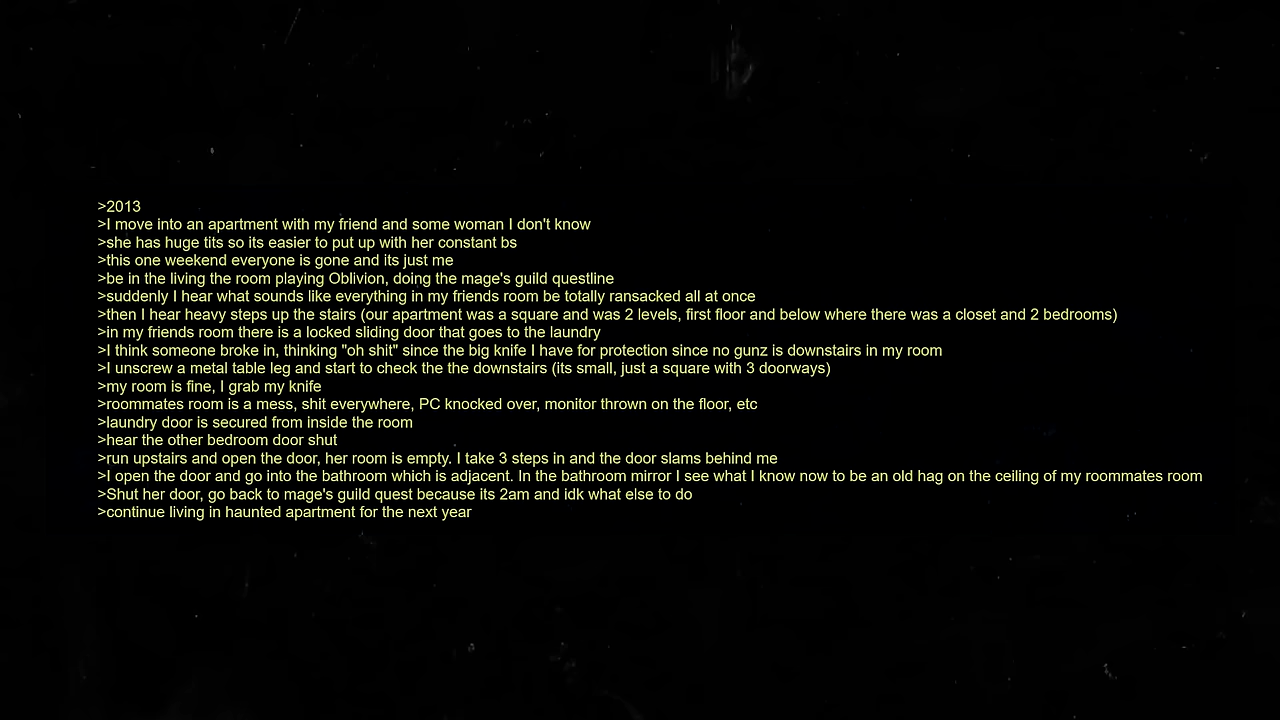 >2013
>I move into an apartment with my friend and some woman I don't know
>she has huge tits so its easier to put up with her constant bs
>this one weekend everyone is gone and its just me
>be in the living the room playing Oblivion, doing the mage's guild questline
>suddenly I hear what sounds like everything in my friends room be totally ransacked all at once
>then I hear heavy steps up the stairs (our apartment was a square and was 2 levels, first floor and below where there was a closet and 2 bedrooms)
>in my friends room there is a locked sliding door that goes to the laundry
>I think someone broke in, thinking "oh shit" since the big knife I have for protection since no gunz is downstairs in my room
>I unscrew a metal table leg and start to check the the downstairs (its small, just a square with 3 doorways)
>my room is fine, I grab my knife
>roommates room is a mess, shit everywhere, PC knocked over, monitor thrown on the floor, etc
>laundry door is secured from inside the room
>hear the other bedroom door shut
>run upstairs and open the door, her room is empty. I take 3 steps in and the door slams behind me
>I open the door and go into the bathroom which is adjacent. In the bathroom mirror I see what I know now to be an old hag on the ceiling of my roommates room
>Shut her door, go back to mage's guild quest because its 2am and idk what else to do
>continue living in haunted apartment for the next year